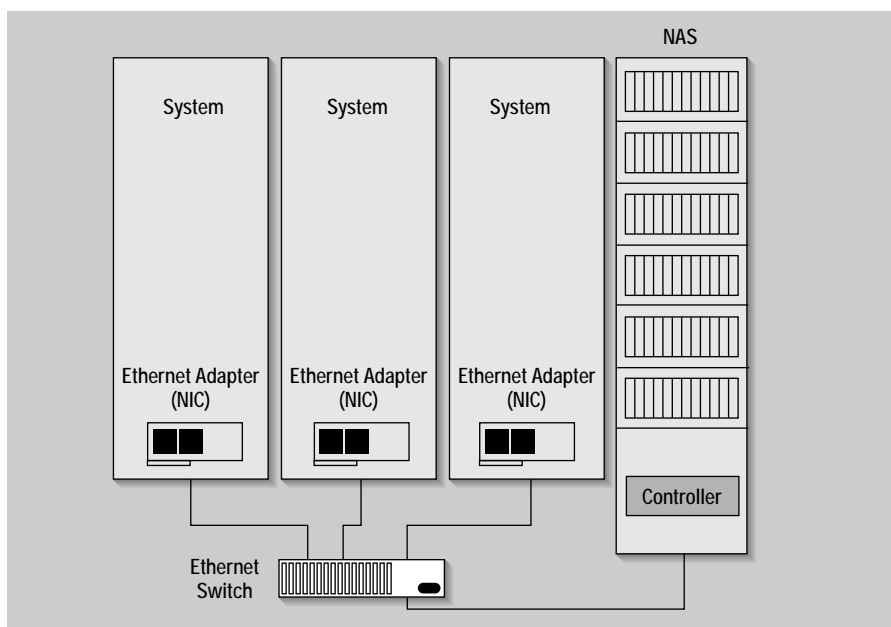 NAS
System
System
System
Ethernet Adapter
(NIC)
Ethernet Adapter
(NIC)
Ethernet Adapter
(NIC)
Controller
Ethernet
Switch